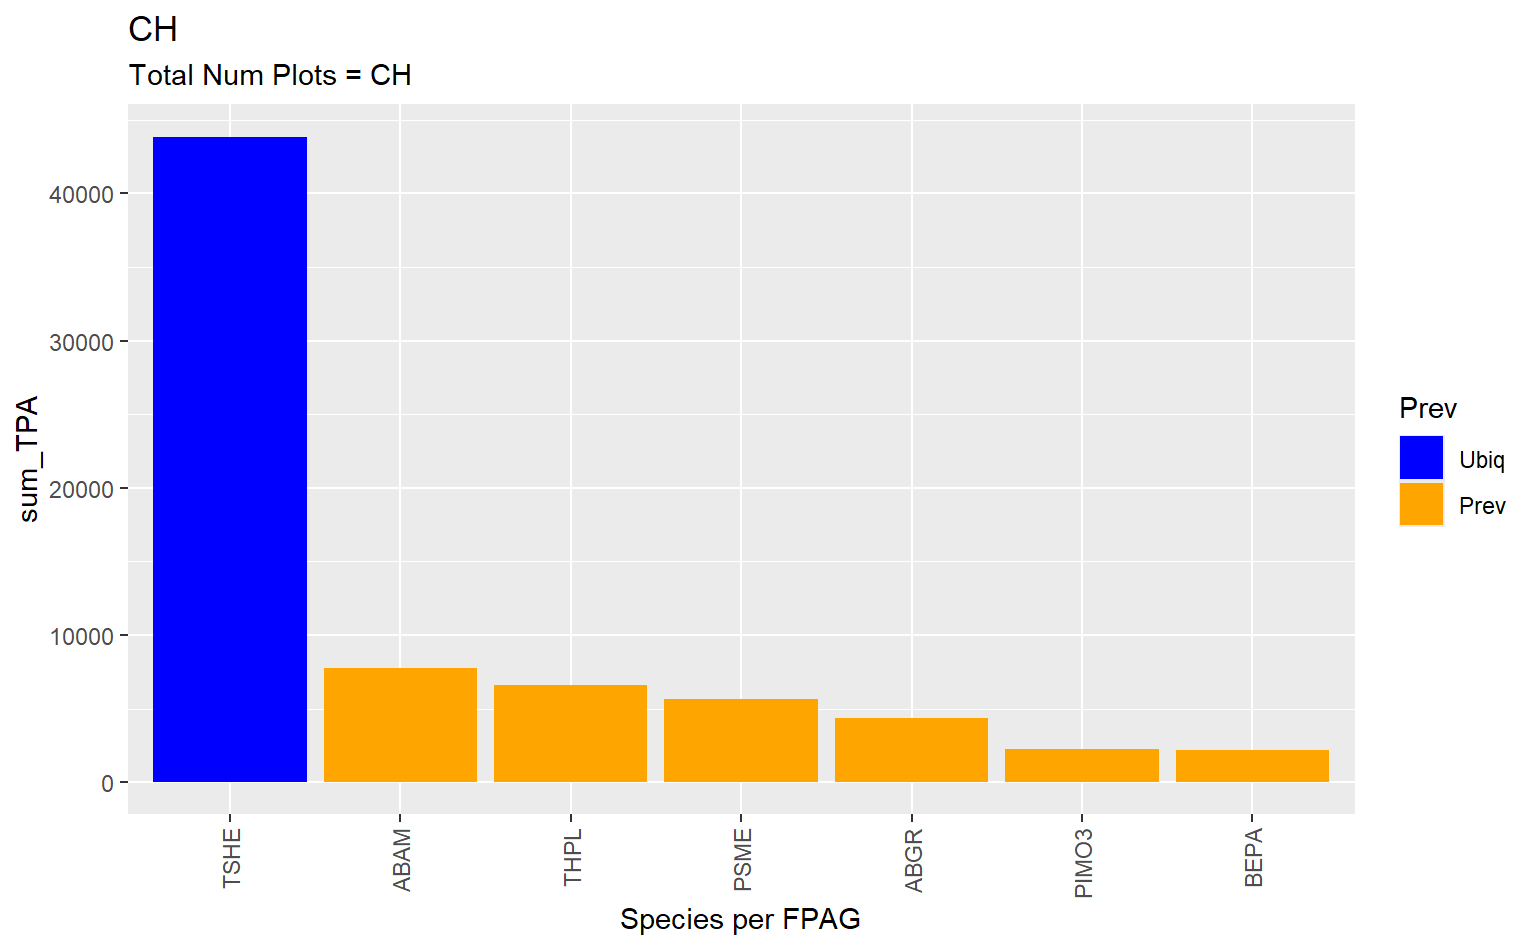 CH
Total Num Plots = CH
sum_TPA
40000
30000
20000
10000
0
TSHE
ABAM
THPL
PSME
ABGR
PIMO3
BEPA
Species per FPAG
Prev
Ubiq
Prev